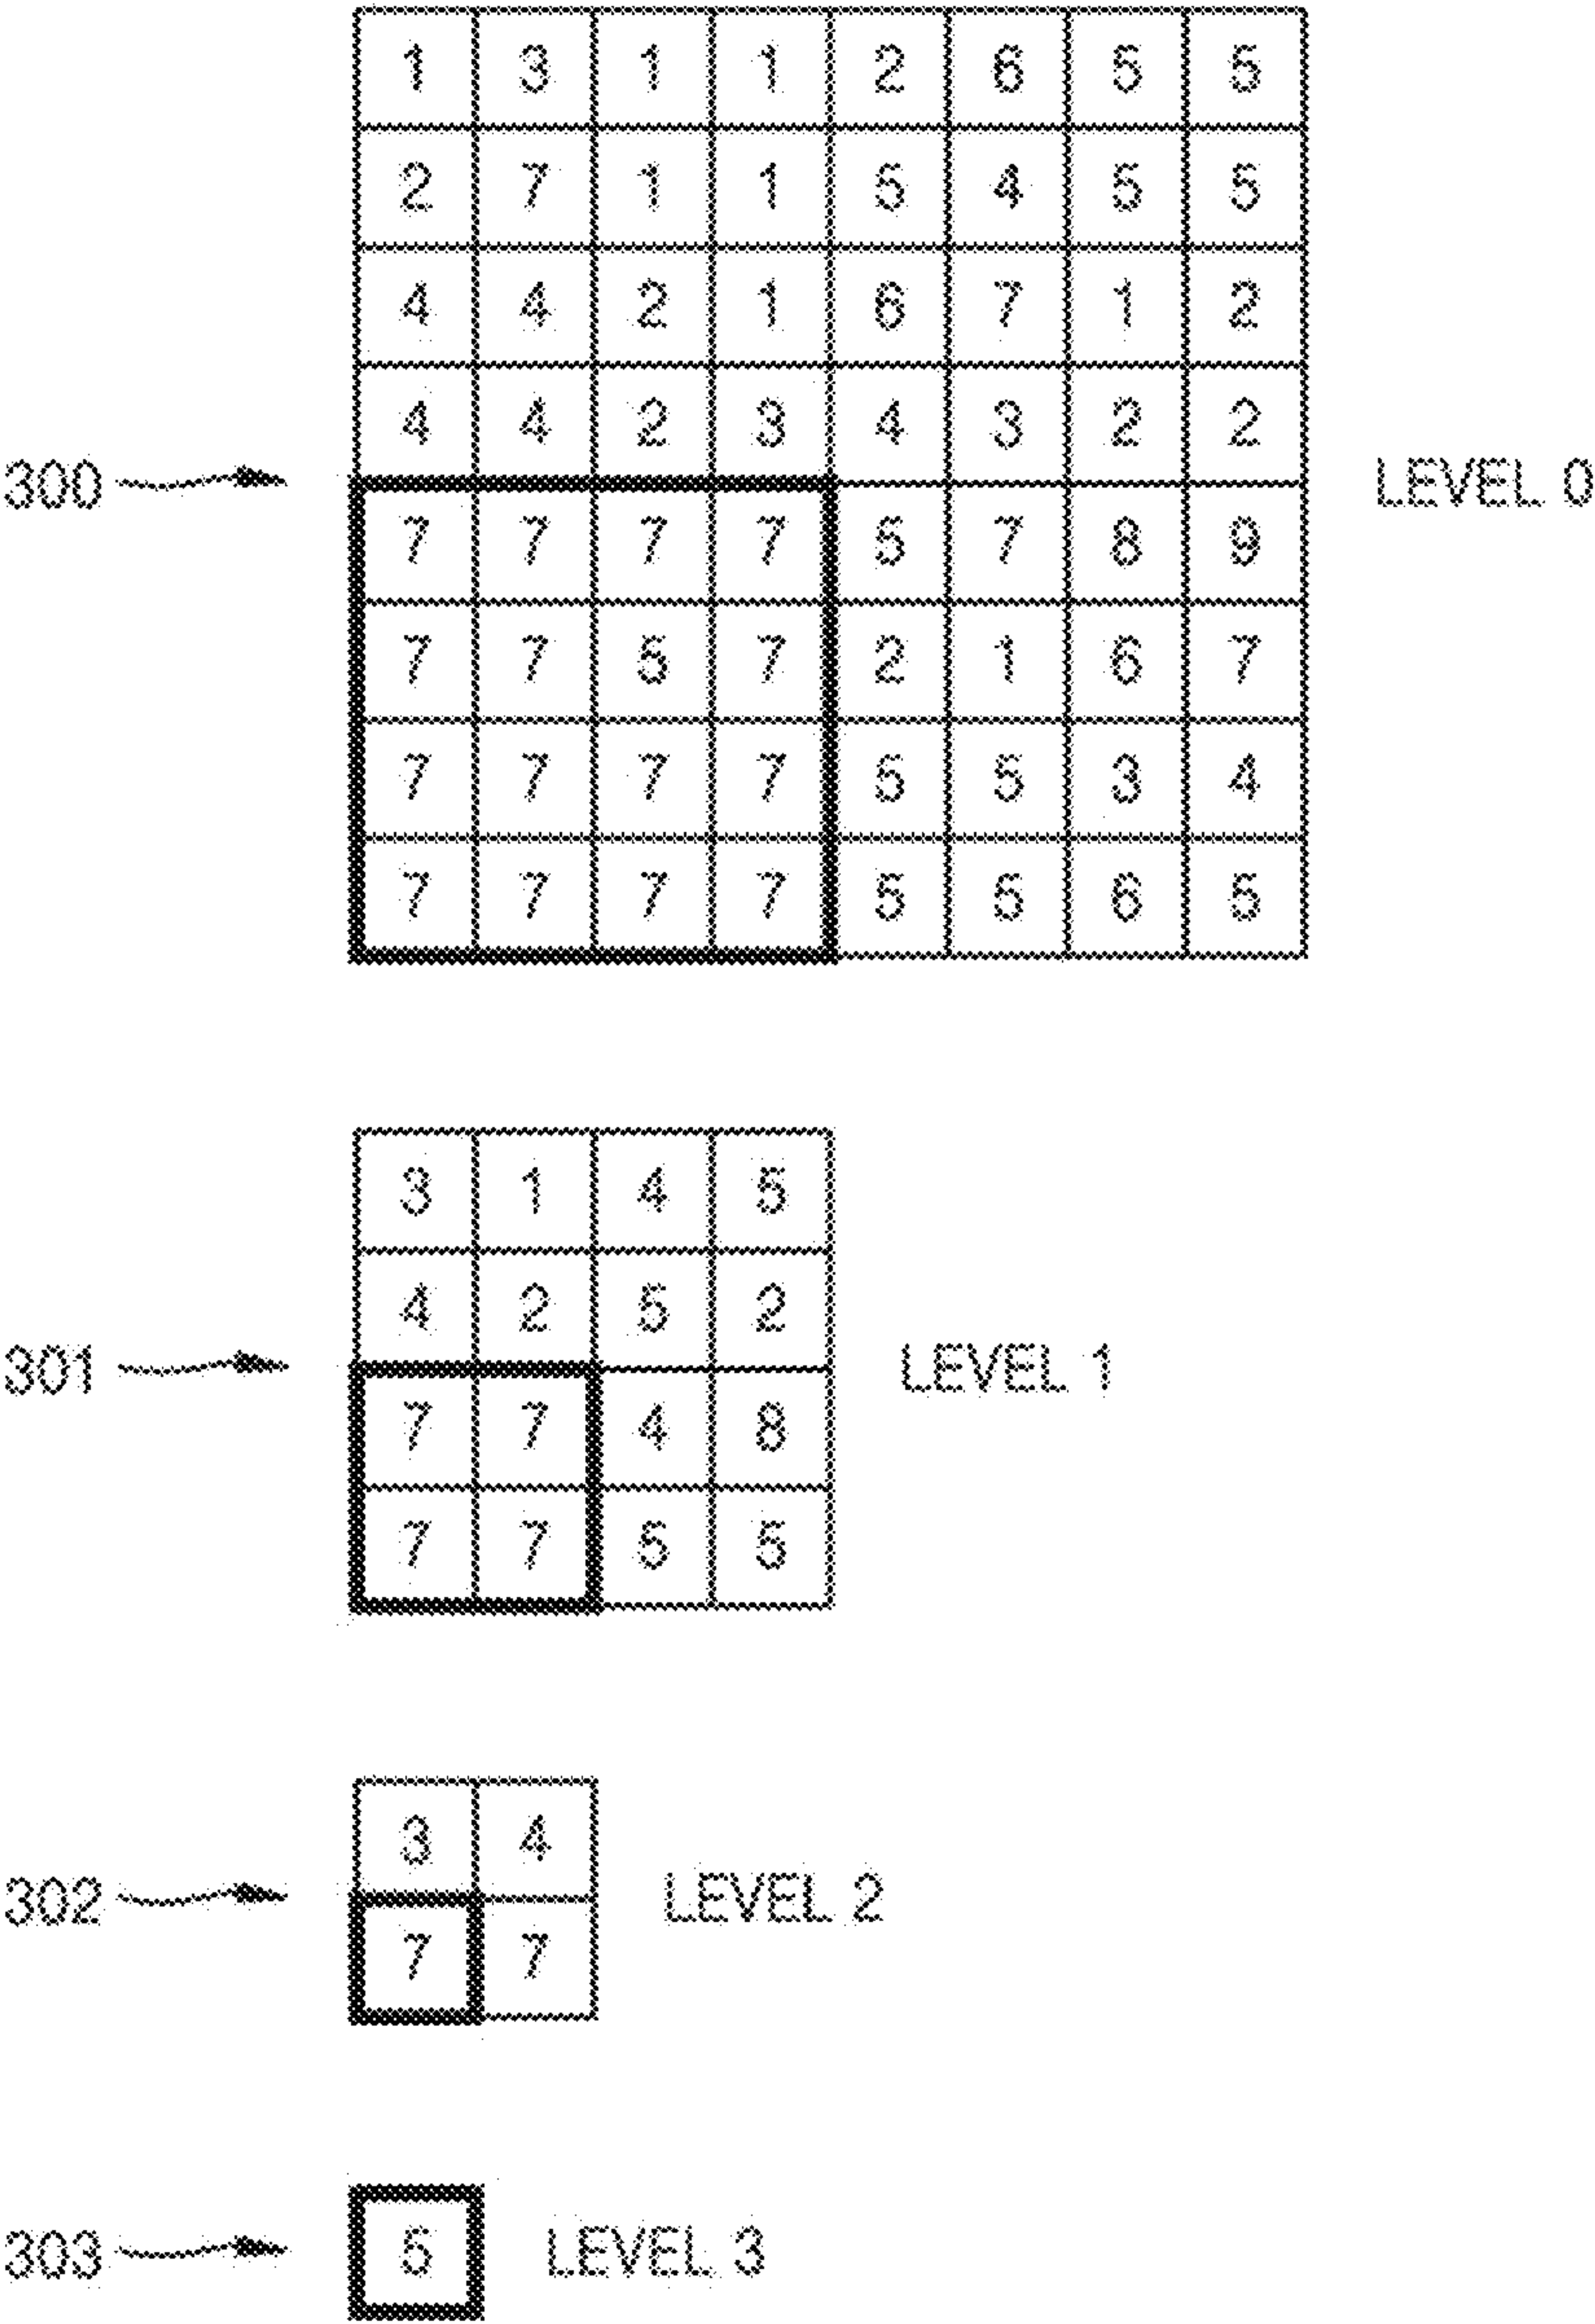 1 3 1 1 2 6 5 5
2 7 1 1 5 4 5 5
4 4 2 1 6 7 1 2
4 4 2 3 4 3 2 2
300 LEVEL 0
7 7 7 7 5 7 8 9
7 7 5 7 2 1 6 7
7 7 7 7 5 5 3 4
7 7 7 7 5 5 6 5
3 1 4 5
4 2 5 2
301 LEVEL 1
7 7 4 8
7 7 5 5
3 4
302 LEVEL 2
7 7
303 5 LEVEL 3